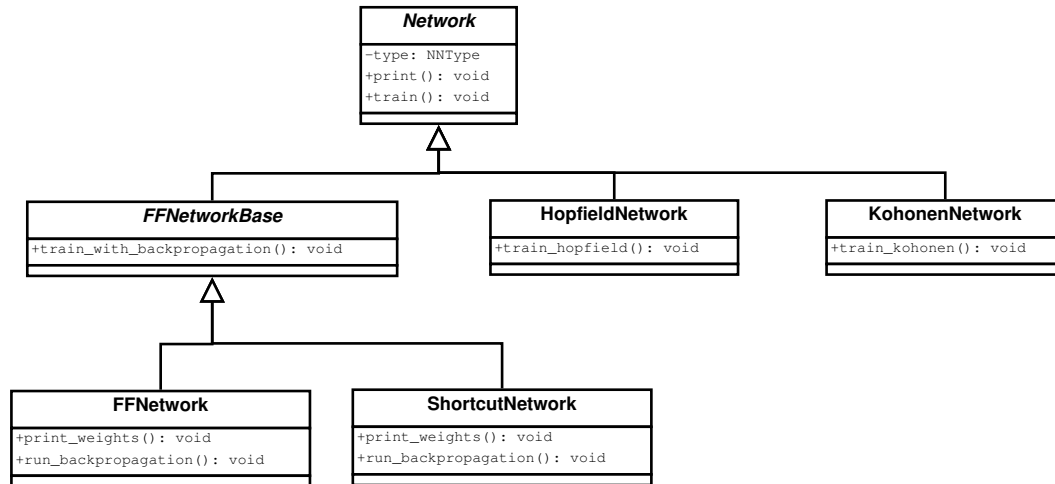 Network
-type: NNType
+print(): void
+train(): void
FFNetworkBase
+train_with_backpropagation(): void
HopfieldNetwork
+train_hopfield(): void
KohonenNetwork
+train_kohonen(): void
FFNetwork
+print_weights(): void
+run_backpropagation(): void
ShortcutNetwork
+print_weights(): void
+run_backpropagation(): void